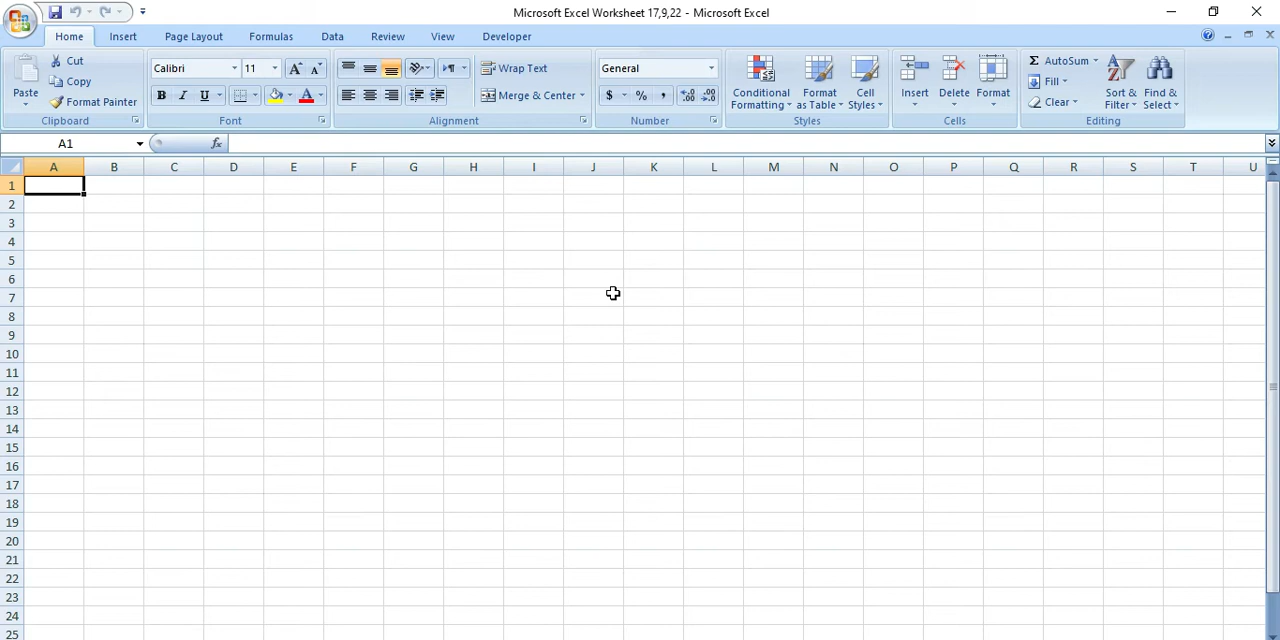 Microsoft Excel Worksheet 17,9,22 - Microsoft Excel
Home Insert Page Layout Formulas Data Review View Developer
Paste
Cut
Copy
Format Painter
Clipboard
Calibri 11
B I U
Font
Wrap Text
Merge & Center
Alignment
General
$ % ,
Number
Conditional Formatting
Format as Table
Cell Styles
Styles
Insert Delete Format
Cells
Σ AutoSum
Fill
Clear
Sort & Filter
Find & Select
Editing
A1 fx
A B C D E F G H I J K L M N O P Q R S T U
1
2
3
4
5
6
7
8
9
10
11
12
13
14
15
16
17
18
19
20
21
22
23
24
25